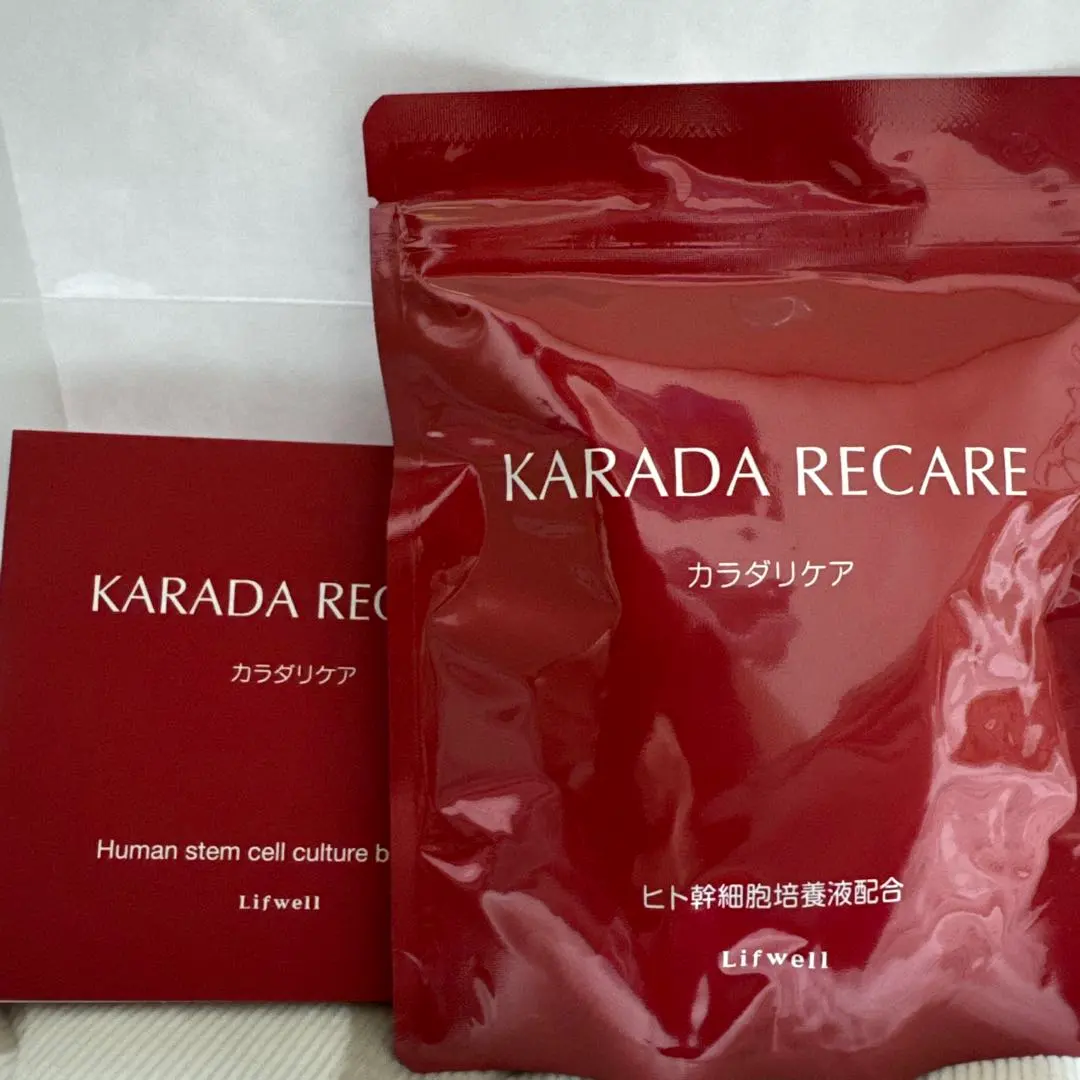 KARADA RECARE
カラダリケア
ヒト幹細胞培養液配合
Lifwell
KARADA REC
カラダリケア
Human stem cell culture b
Lifwell